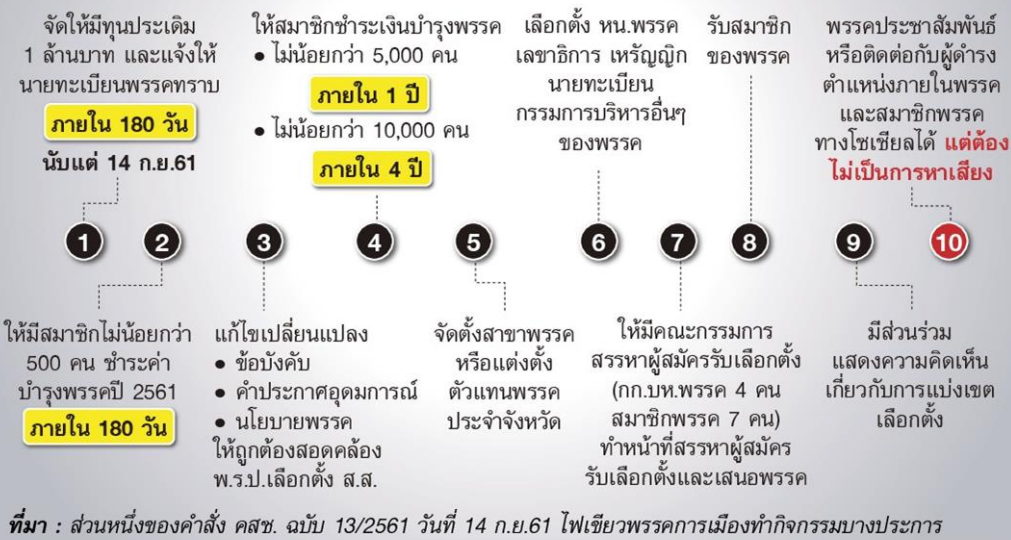 จัดให้มีทุนประเดิม
1 ล้านบาท และแจ้งให้
นายทะเบียนพรรคทราบ
ภายใน 180 วัน
นับแต่ 14 ก.ย.61
ให้สมาชิกชำระเงินบำรุงพรรค
● ไม่น้อยกว่า 5,000 คน
ภายใน 1 ปี
● ไม่น้อยกว่า 10,000 คน
ภายใน 4 ปี
เลือกตั้ง หน.พรรค
เลขาธิการ เหรัญญิก
นายทะเบียน
กรรมการบริหารอื่นๆ
ของพรรค
รับสมาชิก
ของพรรค
พรรคประชาสัมพันธ์
หรือติดต่อกับผู้ดำรง
ตำแหน่งภายในพรรค
และสมาชิกพรรค
ทางโซเชียลได้ แต่ต้อง
ไม่เป็นการหาเสียง
1 2 3 4 5 6 7 8 9 10
ให้มีสมาชิกไม่น้อยกว่า
500 คน ชำระค่า
บำรุงพรรคปี 2561
ภายใน 180 วัน
แก้ไขเปลี่ยนแปลง
● ข้อบังคับ
● คำประกาศอุดมการณ์
● นโยบายพรรค
ให้ถูกต้องสอดคล้อง
พ.ร.ป.เลือกตั้ง ส.ส.
จัดตั้งสาขาพรรค
หรือแต่งตั้ง
ตัวแทนพรรค
ประจำจังหวัด
ให้มีคณะกรรมการ
สรรหาผู้สมัครรับเลือกตั้ง
(กก.บห.พรรค 4 คน
สมาชิกพรรค 7 คน)
ทำหน้าที่สรรหาผู้สมัคร
รับเลือกตั้งและเสนอพรรค
มีส่วนร่วม
แสดงความคิดเห็น
เกี่ยวกับการแบ่งเขต
เลือกตั้ง
ที่มา : ส่วนหนึ่งของคำสั่ง คสช. ฉบับ 13/2561 วันที่ 14 ก.ย.61 ไฟเขียวพรรคการเมืองทำกิจกรรมบางประการ